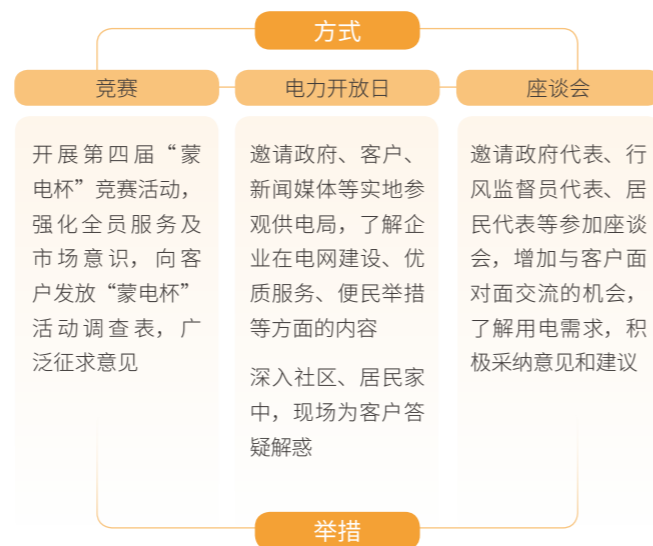 方式
竞赛
电力开放日
座谈会
开展第四届“蒙
电杯”竞赛活动，
强化全员服务及
市场意识，向客
户发放“蒙电杯”
活动调查表，广
泛征求意见
邀请政府、客户、
新闻媒体等实地参
观供电局，了解企
业在电网建设、优
质服务、便民举措
等方面的内容
深入社区、居民家
中，现场为客户答
疑解惑
邀请政府代表、行
风监督员代表、居
民代表等参加座谈
会，增加与客户面
对面交流的机会，
了解用电需求，积
极采纳意见和建议
举措